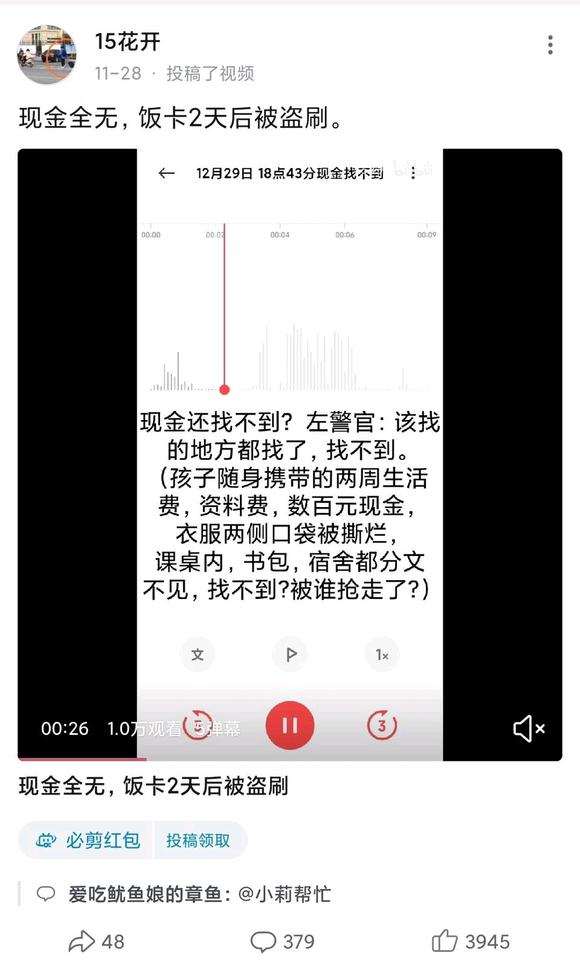 15花开
11-28 · 投稿了视频
现金全无，饭卡2天后被盗刷。
12月29日 18点43分现金找不到
bilibili
00:00
00:02
00:04
00:06
00:09
现金还找不到？左警官：该找
的地方都找了，找不到。
（孩子随身携带的两周生活
费，资料费，数百元现金，
衣服两侧口袋被撕烂，
课桌内，书包，宿舍都分文
不见，找不到?被谁抢走了?）
文
1×
5
3
00:26 1.0万观看 5弹幕
现金全无，饭卡2天后被盗刷
必剪红包 投稿领取
爱吃鱿鱼娘的章鱼：@小莉帮忙
48
379
3945